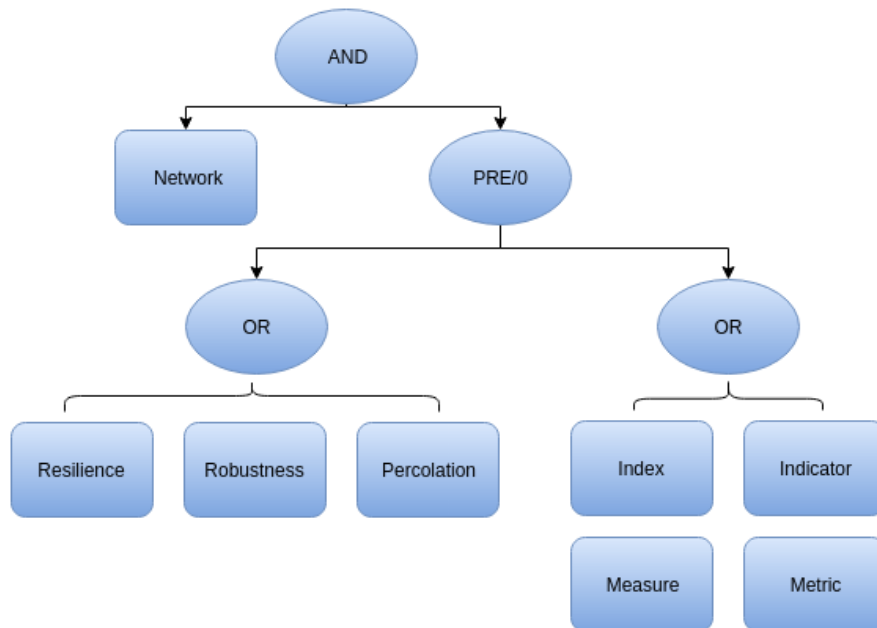 AND
Network
PRE/0
OR
OR
Resilience
Robustness
Percolation
Index
Indicator
Measure
Metric